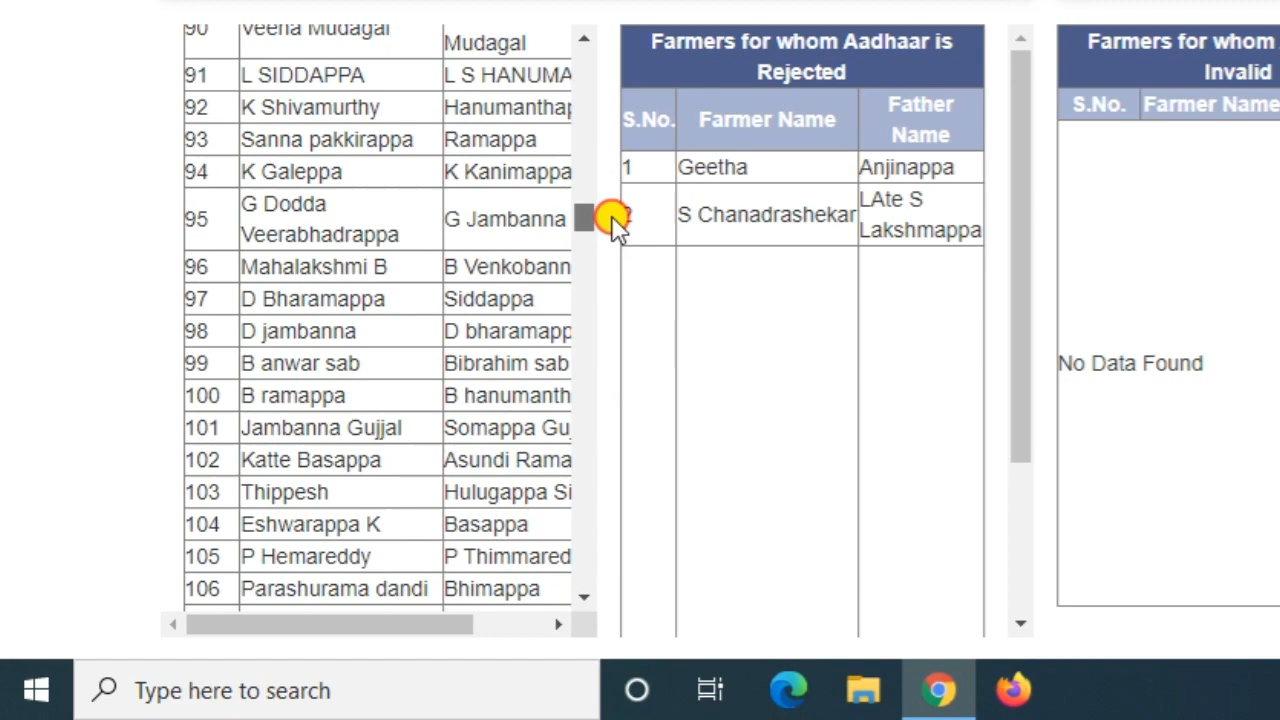 90 Veena Mudagal Mudagal
91 L SIDDAPPA L S HANUMA
92 K Shivamurthy Hanumanthap
93 Sanna pakkirappa Ramappa
94 K Galeppa K Kanimappa
95 G Dodda Veerabhadrappa G Jambanna
96 Mahalakshmi B B Venkobann
97 D Bharamappa Siddappa
98 D jambanna D bharamapp
99 B anwar sab Bibrahim sab
100 B ramappa B hanumanth
101 Jambanna Gujjal Somappa Guj
102 Katte Basappa Asundi Rama
103 Thippesh Hulugappa Si
104 Eshwarappa K Basappa
105 P Hemareddy P Thimmared
106 Parashurama dandi Bhimappa
Farmers for whom Aadhaar is
Rejected
S.No. Farmer Name Father
Name
1 Geetha Anjinappa
2 S Chanadrashekar LAte S
Lakshmappa
Farmers for whom
Invalid
S.No. Farmer Name
No Data Found
Type here to search